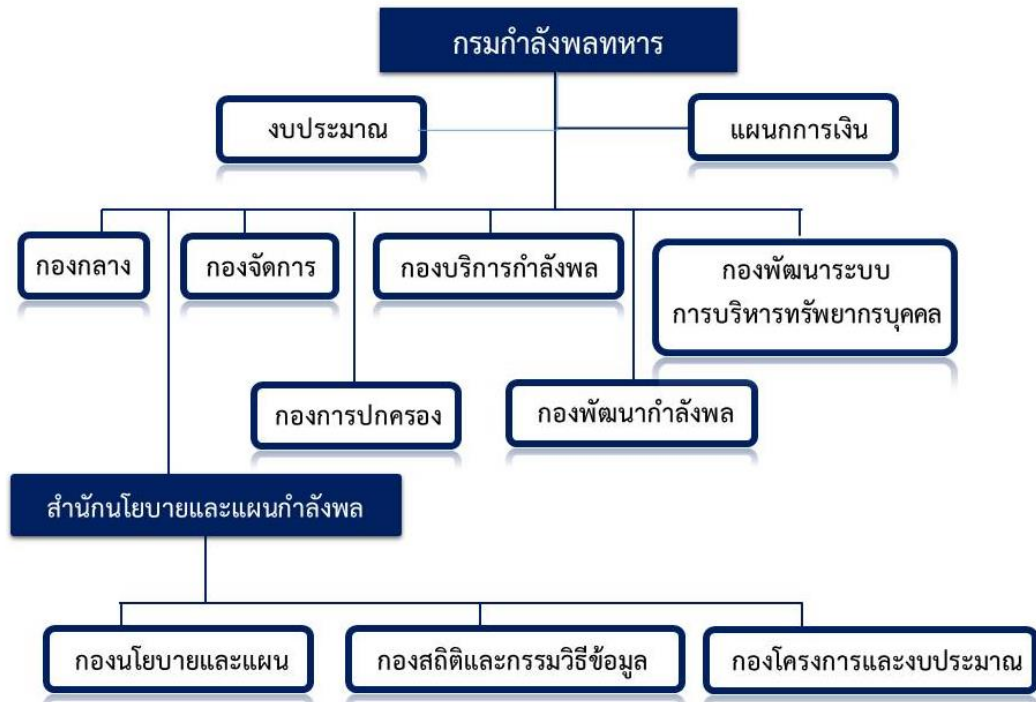 กรมกำลังพลทหาร
งบประมาณ
แผนกการเงิน
กองกลาง
กองจัดการ
กองบริการกำลังพล
กองพัฒนาระบบ
การบริหารทรัพยากรบุคคล
กองการปกครอง
กองพัฒนากำลังพล
สำนักนโยบายและแผนกำลังพล
กองนโยบายและแผน
กองสถิติและกรรมวิธีข้อมูล
กองโครงการและงบประมาณ